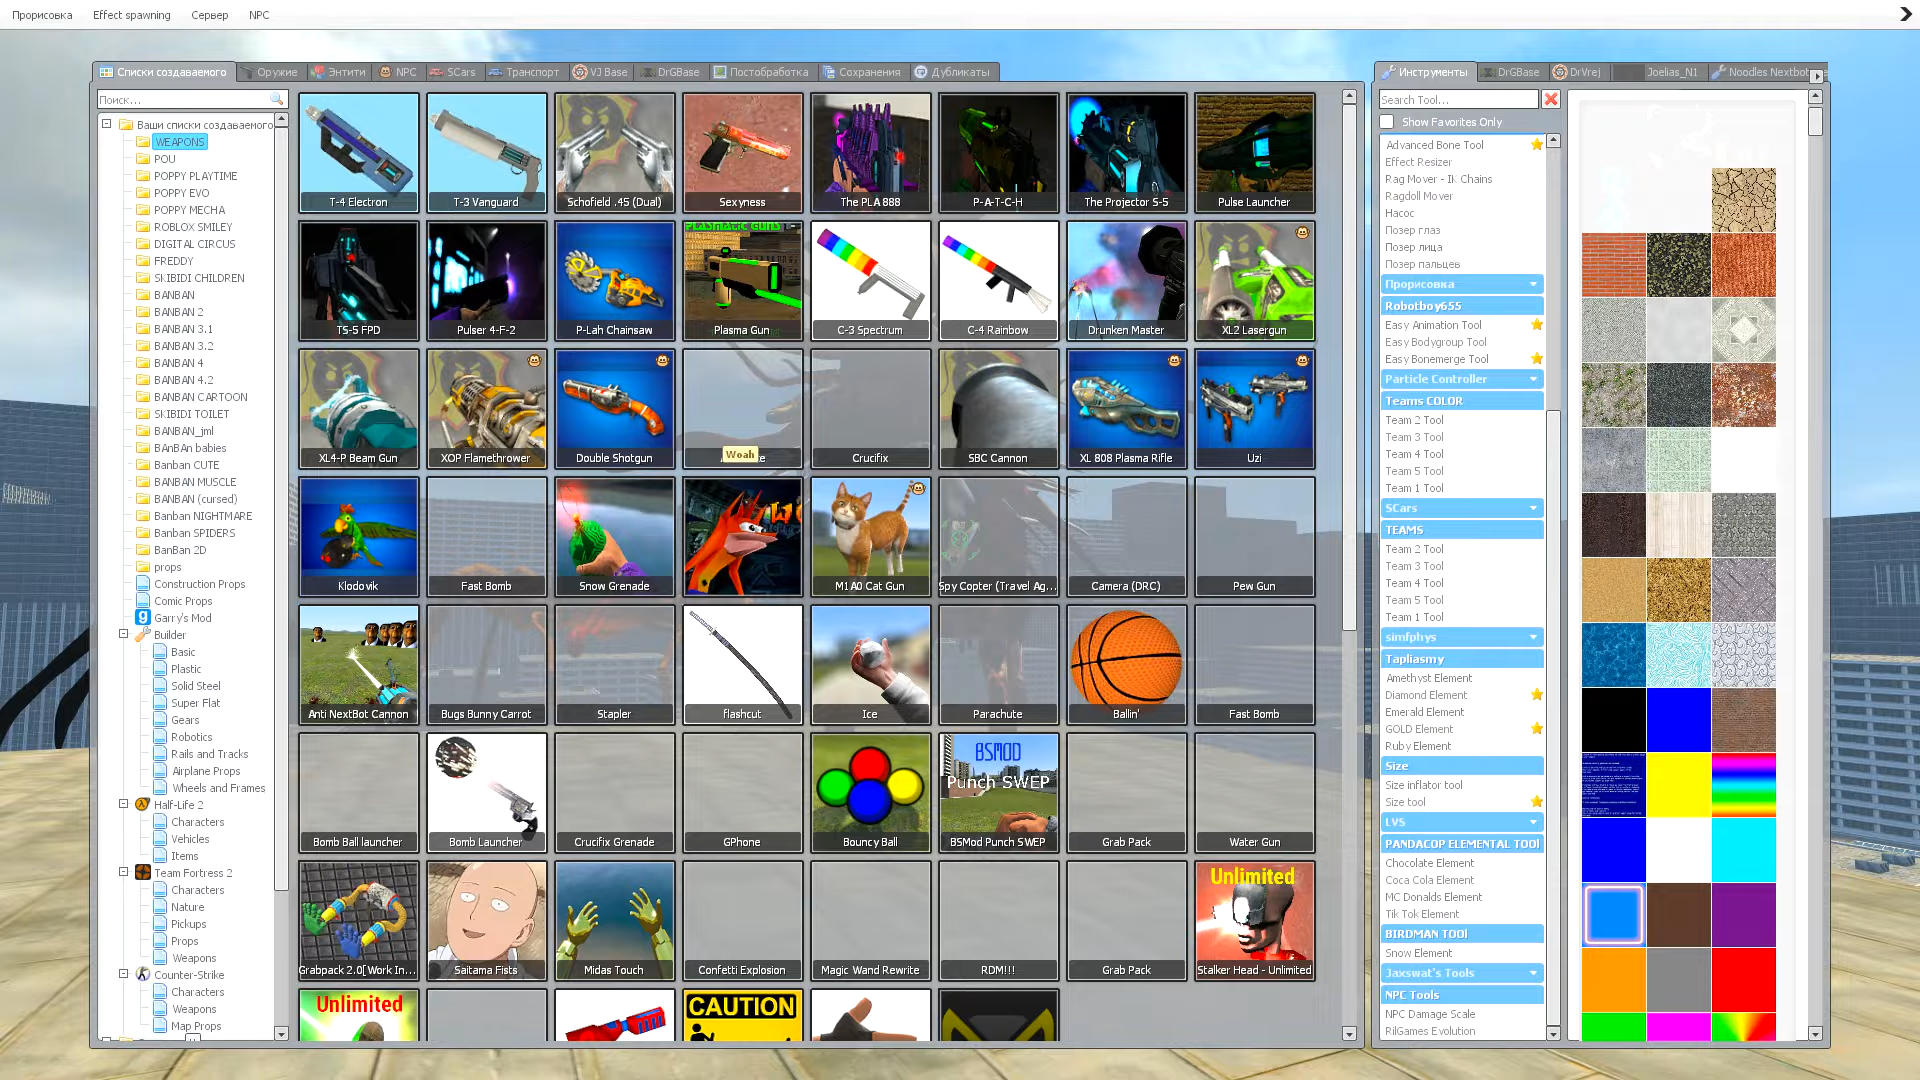 Прорисовка Effect spawning Сервер NPC
Списки создаваемого Оружие Энтити NPC SCars Транспорт VJ Base DrGBase Постобработка Сохранения Дубликаты
Поиск...
Ваши списки создаваемого
WEAPONS
POU
POPPY PLAYTIME
POPPY EVO
POPPY MECHA
ROBLOX SMILEY
DIGITAL CIRCUS
FREDDY
SKIBIDI CHILDREN
BANBAN
BANBAN 2
BANBAN 3.1
BANBAN 3.2
BANBAN 4
BANBAN 4.2
BANBAN CARTOON
SKIBIDI TOILET
BANBAN_jml
BAnBAn babies
Banban CUTE
BANBAN MUSCLE
BANBAN (cursed)
Banban NIGHTMARE
Banban SPIDERS
BanBan 2D
props
Construction Props
Comic Props
Garry's Mod
Builder
Basic
Plastic
Solid Steel
Super Flat
Gears
Robotics
Rails and Tracks
Airplane Props
Wheels and Frames
Half-Life 2
Characters
Vehicles
Items
Team Fortress 2
Characters
Nature
Pickups
Props
Weapons
Counter-Strike
Characters
Weapons
Map Props
T-4 Electron T-3 Vanguard Schofield .45 (Dual) Sexyness The PLA 888 P-A-T-C-H The Projector S-5 Pulse Launcher
PLASMATIC GUNS
TS-5 FPD Pulser 4-F-2 P-Lah Chainsaw Plasma Gun C-3 Spectrum C-4 Rainbow Drunken Master XL2 Lasergun
XL4-P Beam Gun XOP Flamethrower Double Shotgun Woah Crucifix SBC Cannon XL 808 Plasma Rifle Uzi
Klodovik Fast Bomb Snow Grenade M1A0 Cat Gun Spy Copter (Travel Ag... Camera (DRC) Pew Gun
Anti NextBot Cannon Bugs Bunny Carrot Stapler flashcut Ice Parachute Ballin' Fast Bomb
BSMOD
Punch SWEP
Bomb Ball launcher Bomb Launcher Crucifix Grenade GPhone Bouncy Ball BSMod Punch SWEP Grab Pack Water Gun
Unlimited
Grabpack 2.0[Work In... Saitama Fists Midas Touch Confetti Explosion Magic Wand Rewrite RDM!!! Grab Pack Stalker Head - Unlimited
Unlimited CAUTION
Инструменты DrGBase DrVrej Joelias_N1 Noodles Nextbot
Search Tool...
Show Favorites Only
Advanced Bone Tool
Effect Resizer
Rag Mover - IK Chains
Ragdoll Mover
Насос
Позер глаз
Позер лица
Позер пальцев
Прорисовка
Robotboy655
Easy Animation Tool
Easy Bodygroup Tool
Easy Bonemerge Tool
Particle Controller
Teams COLOR
Team 2 Tool
Team 3 Tool
Team 4 Tool
Team 5 Tool
Team 1 Tool
SCars
TEAMS
Team 2 Tool
Team 3 Tool
Team 4 Tool
Team 5 Tool
Team 1 Tool
simfphys
Tapliasmy
Amethyst Element
Diamond Element
Emerald Element
GOLD Element
Ruby Element
Size
Size inflator tool
Size tool
LVS
PANDACOP ELEMENTAL TOOl
Chocolate Element
Coca Cola Element
MC Donalds Element
Tik Tok Element
BIRDMAN TOOl
Snow Element
Jaxswat's Tools
NPC Tools
NPC Damage Scale
RilGames Evolution